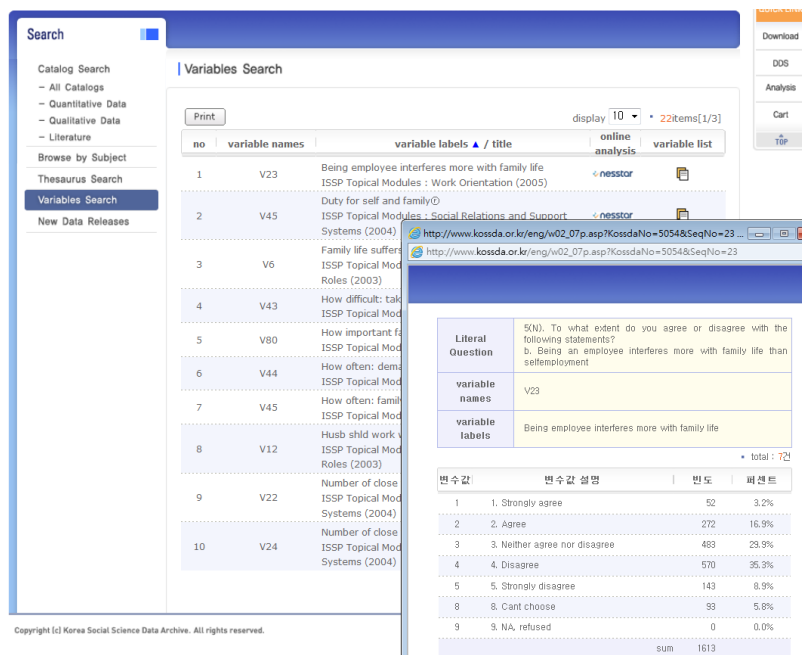 Search
Catalog Search
- All Catalogs
- Quantitative Data
- Qualitative Data
- Literature
Browse by Subject
Thesaurus Search
Variables Search
New Data Releases
Variables Search
Print
display 10 22items[1/3]
no variable names variable labels ▲ / title online analysis variable list
1 V23 Being employee interferes more with family life nesstar
ISSP Topical Modules : Work Orientation (2005)
2 V45 Duty for self and family nesstar
ISSP Topical Modules : Social Relations and Support
Systems (2004)
3 V6 Family life suffers
ISSP Topical Mod
Roles (2003)
4 V43 How difficult: tak
ISSP Topical Mod
5 V80 How important fa
ISSP Topical Mod
6 V44 How often: dema
ISSP Topical Mod
7 V45 How often: family
ISSP Topical Mod
8 V12 Husb shld work
ISSP Topical Mod
Roles (2003)
9 V22 Number of close
ISSP Topical Mod
Systems (2004)
10 V24 Number of close
ISSP Topical Mod
Systems (2004)
Copyright (c) Korea Social Science Data Archive. All rights reserved.
Download
DDS
Analysis
Cart
TOP
http://www.kossda.or.kr/eng/w02_07p.asp?KossdaNo=5054&SeqNo=23 ...
http://www.kossda.or.kr/eng/w02_07p.asp?KossdaNo=5054&SeqNo=23
Literal Question
5(N). To what extent do you agree or disagree with the
following statements?
b. Being an employee interferes more with family life than
selfemployment
variable names V23
variable labels Being employee interferes more with family life
total : 7건
변수값 변수값 설명 빈도 퍼센트
1 1. Strongly agree 52 3.2%
2 2. Agree 272 16.9%
3 3. Neither agree nor disagree 483 29.9%
4 4. Disagree 570 35.3%
5 5. Strongly disagree 143 8.9%
8 8. Cant choose 93 5.8%
9 9. NA, refused 0 0.0%
sum 1613